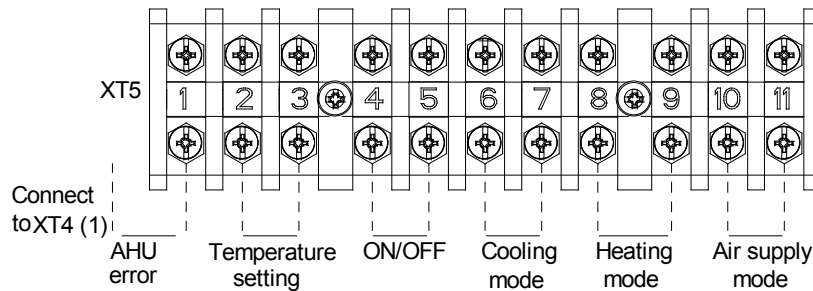 XT5 1 2 3 4 5 6 7 8 9 10 11
Connect
toXT4 (1)
AHU
error
Temperature
setting
ON/OFF
Cooling
mode
Heating
mode
Air supply
mode